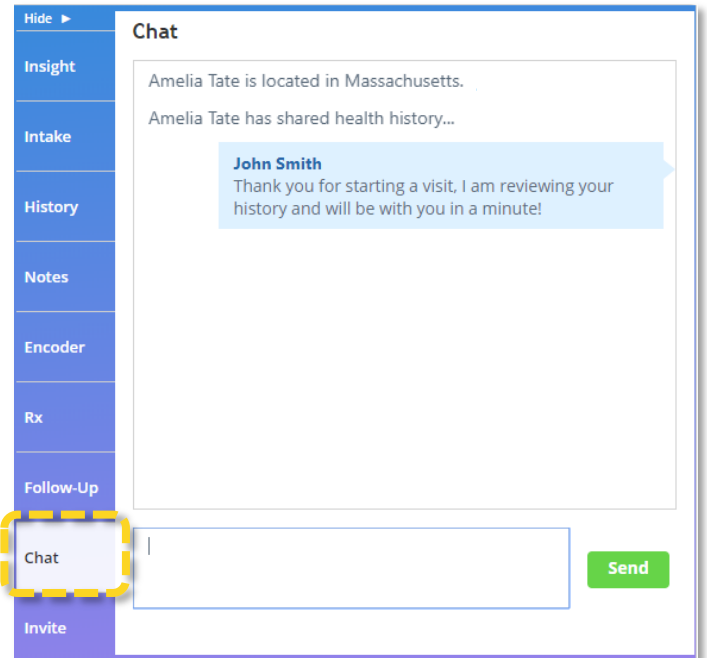 Hide ►
Insight
Intake
History
Notes
Encoder
Rx
Follow-Up
Chat
Invite
Chat
Amelia Tate is located in Massachusetts.
Amelia Tate has shared health history...
John Smith
Thank you for starting a visit, I am reviewing your
history and will be with you in a minute!
Send